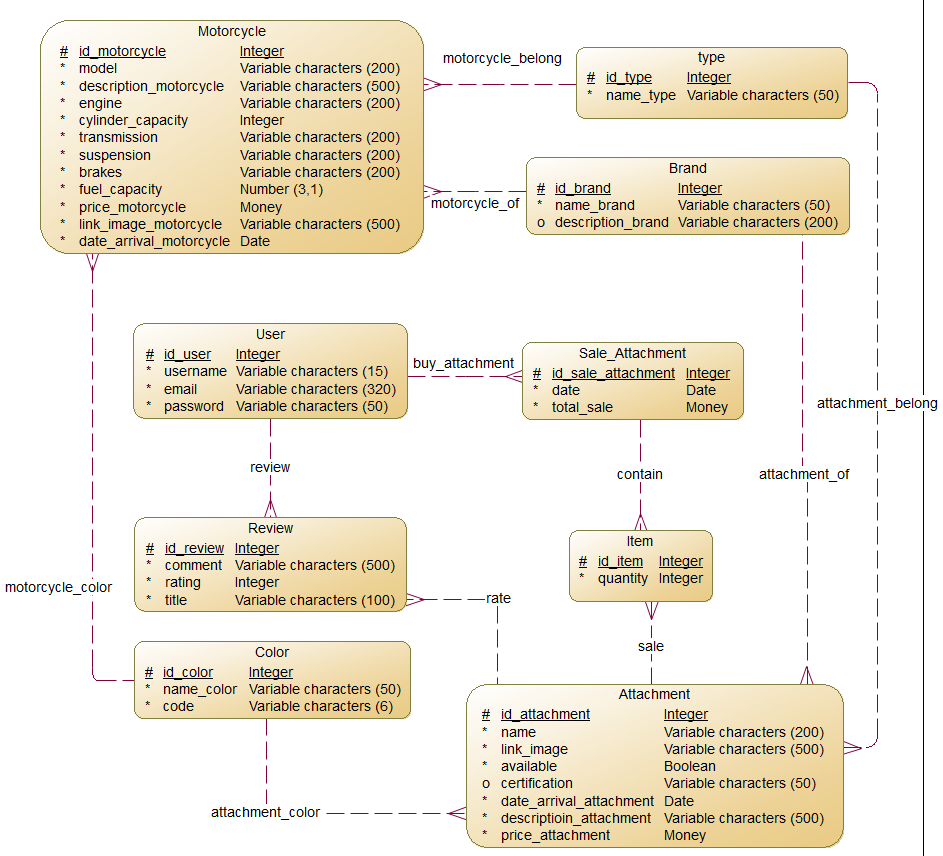 Motorcycle
# id_motorcycle Integer
* model Variable characters (200)
* description_motorcycle Variable characters (500)
* engine Variable characters (200)
* cylinder_capacity Integer
* transmission Variable characters (200)
* suspension Variable characters (200)
* brakes Variable characters (200)
* fuel_capacity Number (3,1)
* price_motorcycle Money
* link_image_motorcycle Variable characters (500)
* date_arrival_motorcycle Date
motorcycle_belong
type
# id_type Integer
* name_type Variable characters (50)
motorcycle_of
Brand
# id_brand Integer
* name_brand Variable characters (50)
o description_brand Variable characters (200)
User
# id_user Integer
* username Variable characters (15)
* email Variable characters (320)
* password Variable characters (50)
buy_attachment
Sale_Attachment
# id_sale_attachment Integer
* date Date
* total_sale Money
attachment_belong
review
contain
attachment_of
Review
# id_review Integer
* comment Variable characters (500)
* rating Integer
* title Variable characters (100)
Item
# id_item Integer
* quantity Integer
motorcycle_color
rate
sale
Color
# id_color Integer
* name_color Variable characters (50)
* code Variable characters (6)
Attachment
# id_attachment Integer
* name Variable characters (200)
* link_image Variable characters (500)
* available Boolean
o certification Variable characters (50)
* date_arrival_attachment Date
* descriptioin_attachment Variable characters (500)
* price_attachment Money
attachment_color